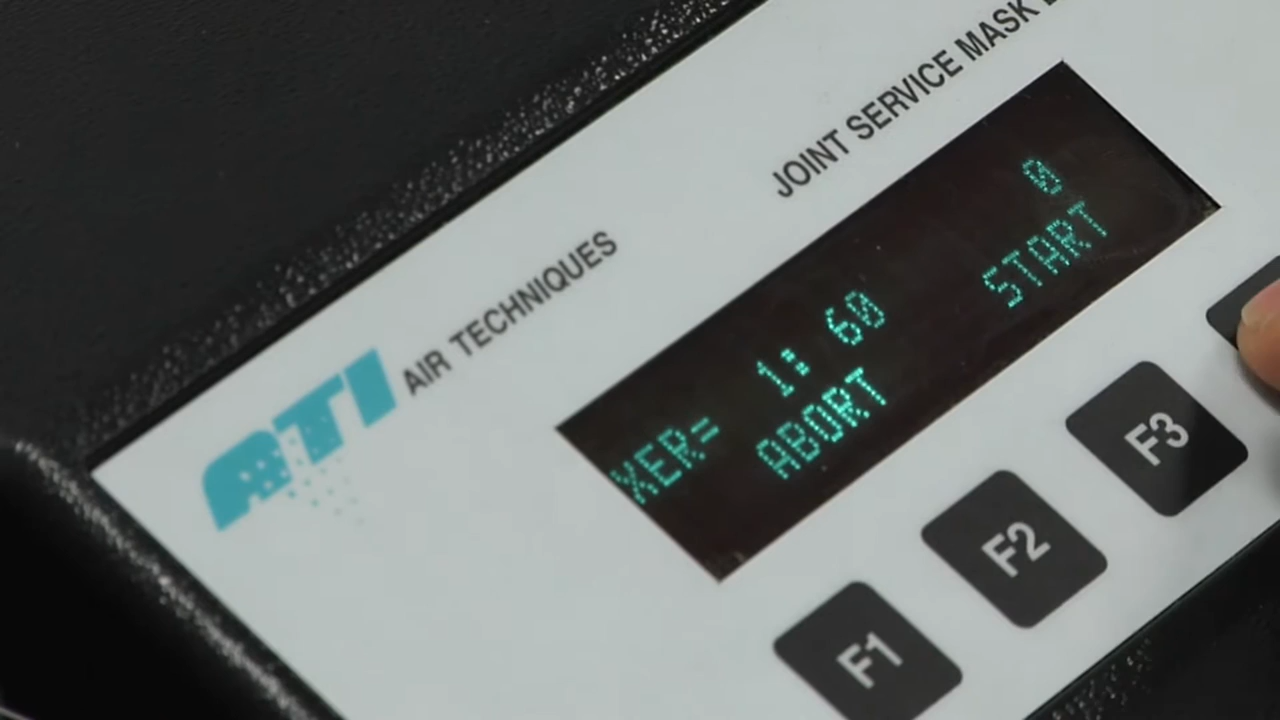 JOINT SERVICE MASK
ATI AIR TECHNIQUES
XER= 1: 60 0
ABORT START
F1 F2 F3